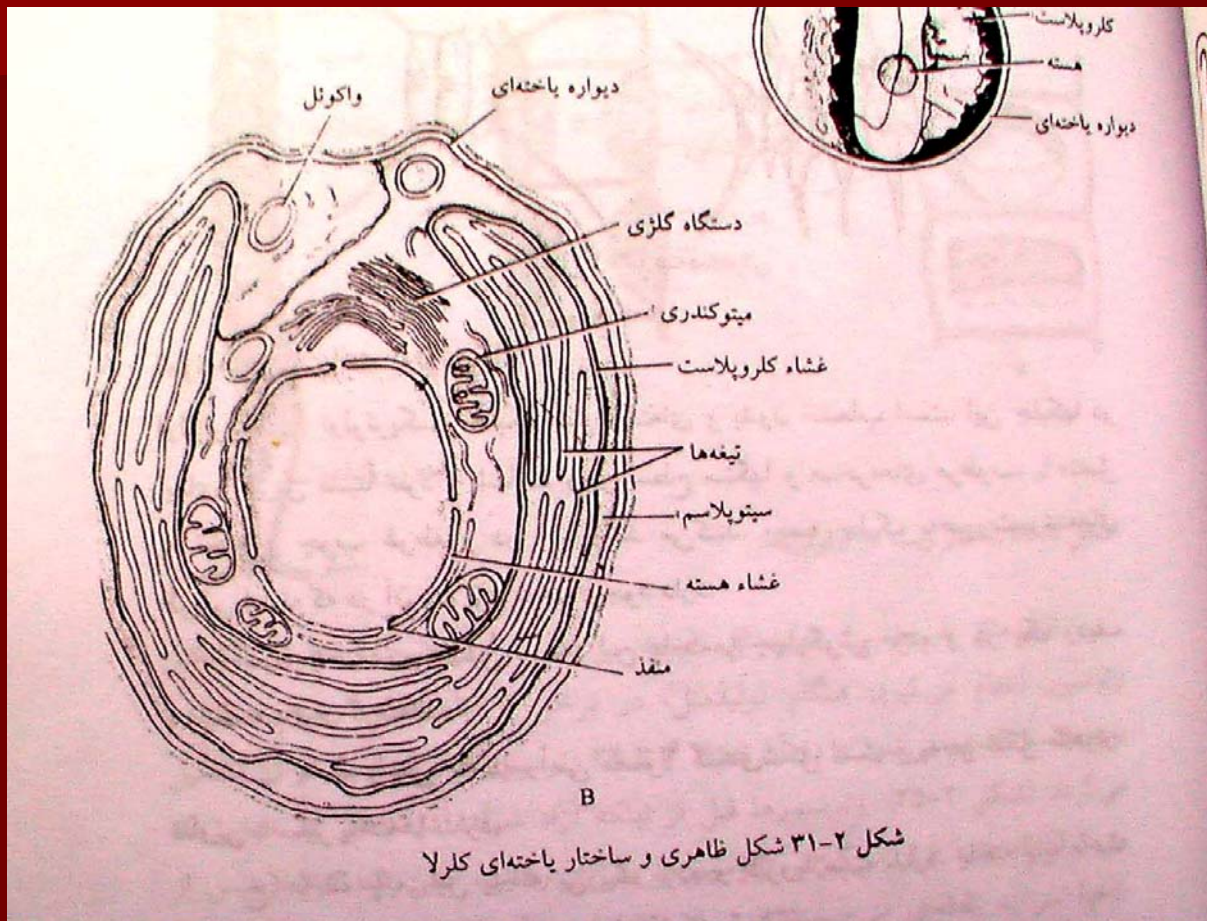 کلروپلاست
هسته
دیواره یاخته‌ای
دیواره یاخته‌ای
واکوئل
دستگاه گلژی
میتوکندری
غشاء کلروپلاست
تیغه‌ها
سیتوپلاسم
غشاء هسته
منفذ
B
شکل ۲-۳۱ شکل ظاهری و ساختار یاخته‌ای کلرلا